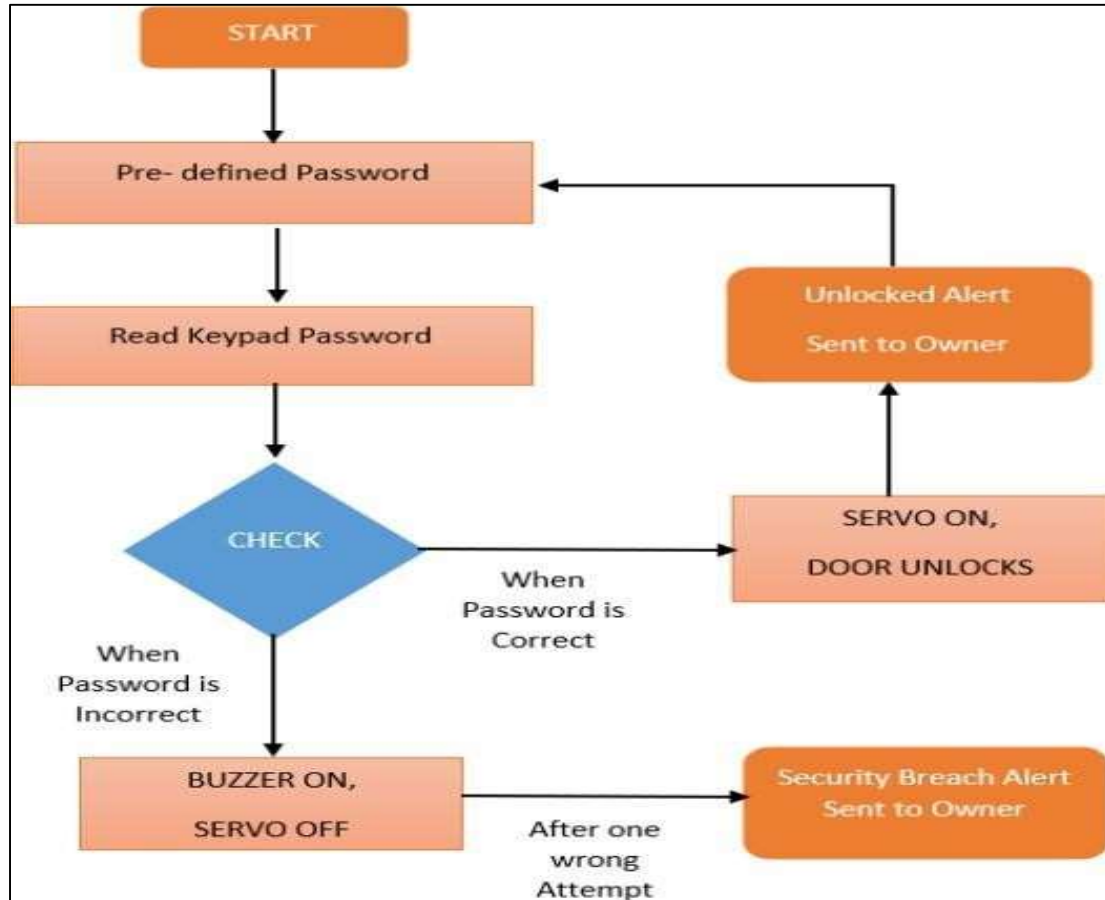 START
Pre- defined Password
Read Keypad Password
CHECK
When
Password is
Correct
SERVO ON,
DOOR UNLOCKS
Unlocked Alert
Sent to Owner
When
Password is
Incorrect
BUZZER ON,
SERVO OFF
After one
wrong
Attempt
Security Breach Alert
Sent to Owner